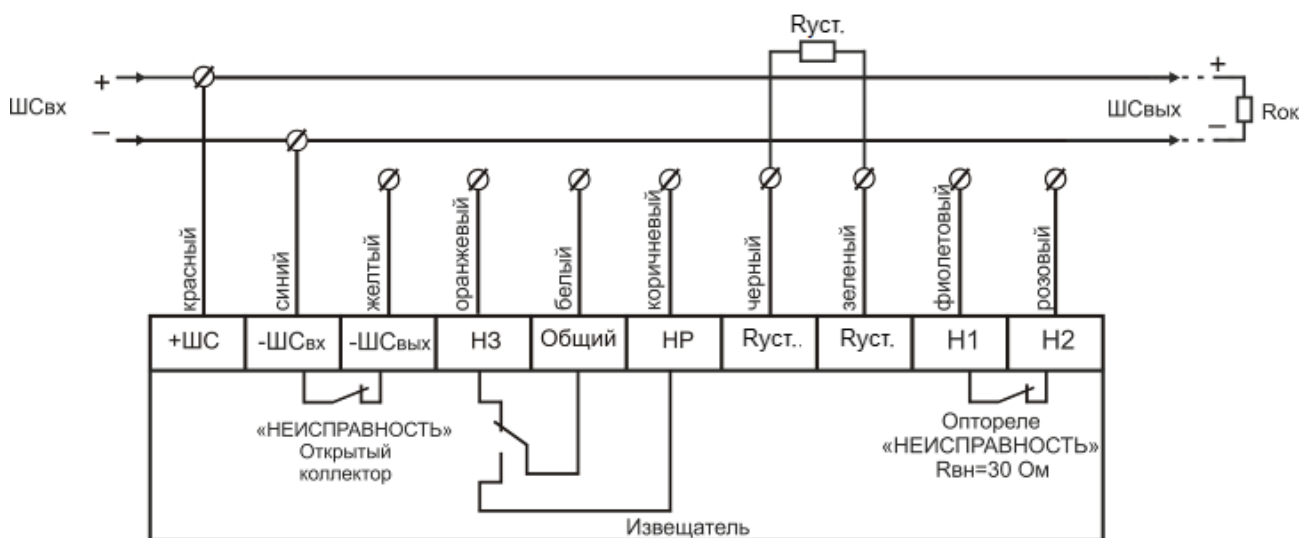 Rуст.
+
+
ШСвх
ШСвых
Rок
–
–
красный
синий
желтый
оранжевый
белый
коричневый
черный
зеленый
фиолетовый
розовый
+ШС
-ШСвх
-ШСвых
НЗ
Общий
НР
Rуст..
Rуст.
Н1
Н2
«НЕИСПРАВНОСТЬ»
Открытый
коллектор
Оптореле
«НЕИСПРАВНОСТЬ»
Rвн=30 Ом
Извещатель